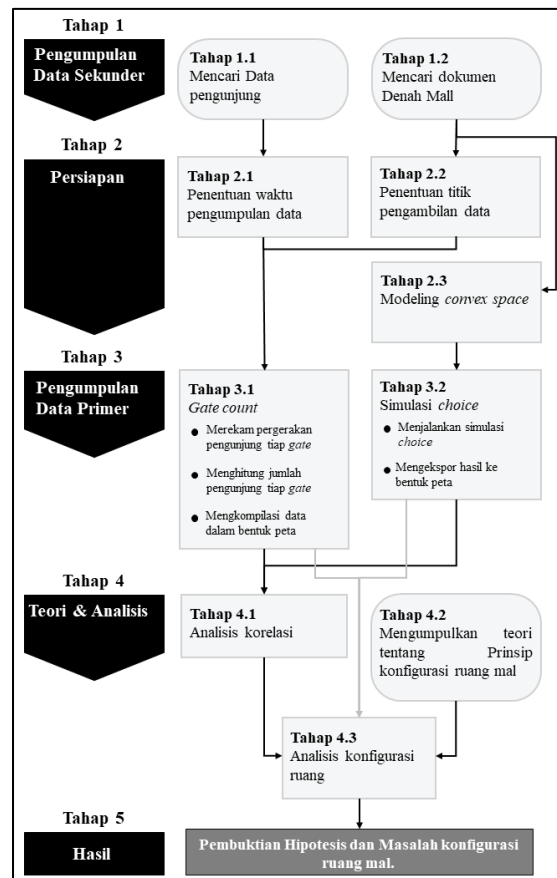 Tahap 1
Pengumpulan
Data Sekunder
Tahap 1.1
Mencari Data
pengunjung
Tahap 1.2
Mencari dokumen
Denah Mall
Tahap 2
Persiapan
Tahap 2.1
Penentuan waktu
pengumpulan data
Tahap 2.2
Penentuan titik
pengambilan data
Tahap 2.3
Modeling convex space
Tahap 3
Pengumpulan
Data Primer
Tahap 3.1
Gate count
● Merekam pergerakan
pengunjung tiap gate
● Menghitung jumlah
pengunjung tiap gate
● Mengkompilasi data
dalam bentuk peta
Tahap 3.2
Simulasi choice
● Menjalankan simulasi
choice
● Mengekspor hasil ke
bentuk peta
Tahap 4
Teori & Analisis
Tahap 4.1
Analisis korelasi
Tahap 4.2
Mengumpulkan teori
tentang Prinsip
konfigurasi ruang mal
Tahap 4.3
Analisis konfigurasi
ruang
Tahap 5
Hasil
Pembuktian Hipotesis dan Masalah konfigurasi
ruang mal.